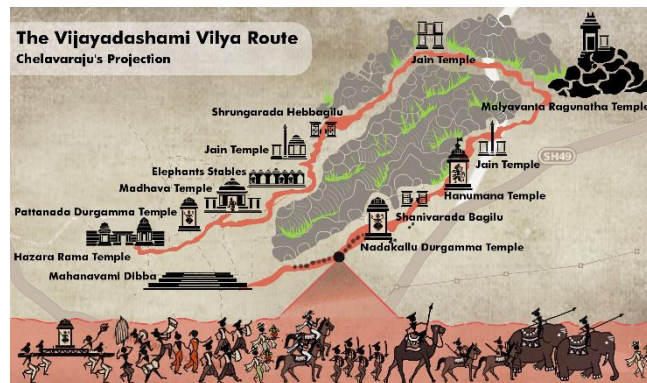 The Vijayadashami Vilya Route
Chelavaraju's Projection
Jain Temple
Malyavanta Ragunatha Temple
Shrungarada Hebbagilu
Jain Temple
Jain Temple
SH49
Elephants Stables
Madhava Temple
Hanumana Temple
Pattanada Durgamma Temple
Shanivarada Bagilu
Nadakallu Durgamma Temple
Hazara Rama Temple
Mahanavami Dibba